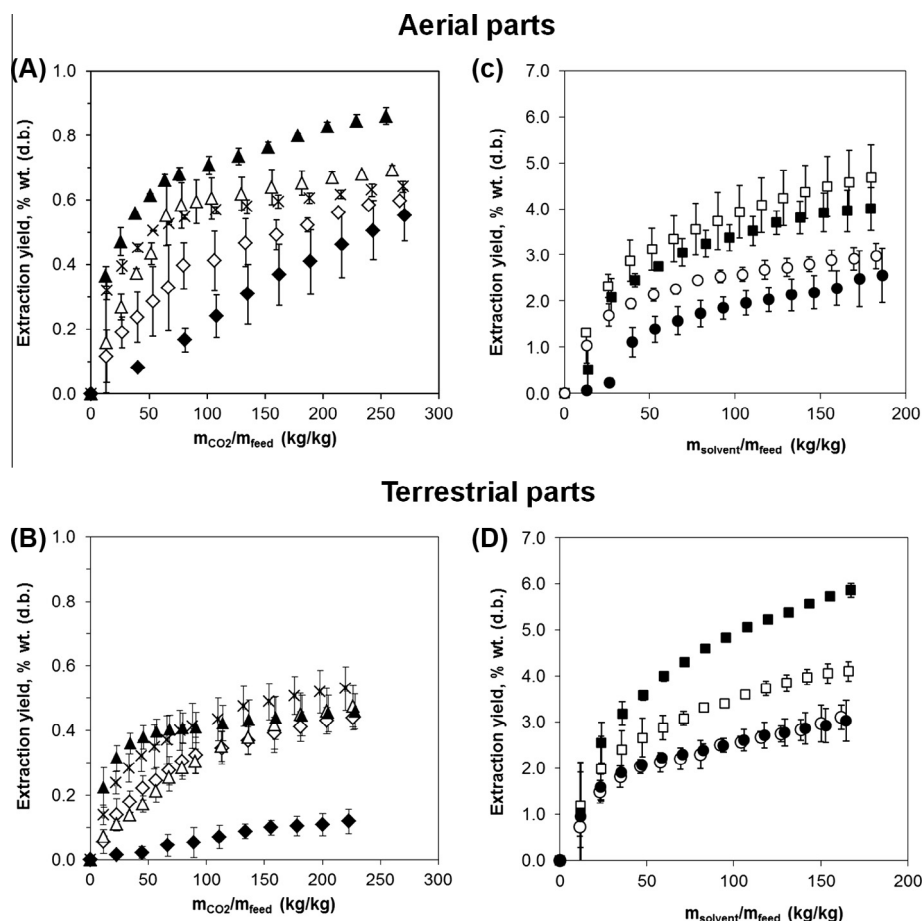 Aerial parts
(A)
Extraction yield, % wt. (d.b.)
1.0
0.8
0.6
0.4
0.2
0.0
0 50 100 150 200 250 300
mCO2/mfeed (kg/kg)
(C)
Extraction yield, % wt. (d.b.)
7.0
6.0
5.0
4.0
3.0
2.0
1.0
0.0
0 50 100 150 200
msolvent/mfeed (kg/kg)
Terrestrial parts
(B)
Extraction yield, % wt. (d.b.)
1.0
0.8
0.6
0.4
0.2
0.0
0 50 100 150 200 250 300
mCO2/mfeed (kg/kg)
(D)
Extraction yield, % wt. (d.b.)
7.0
6.0
5.0
4.0
3.0
2.0
1.0
0.0
0 50 100 150 200
msolvent/mfeed (kg/kg)